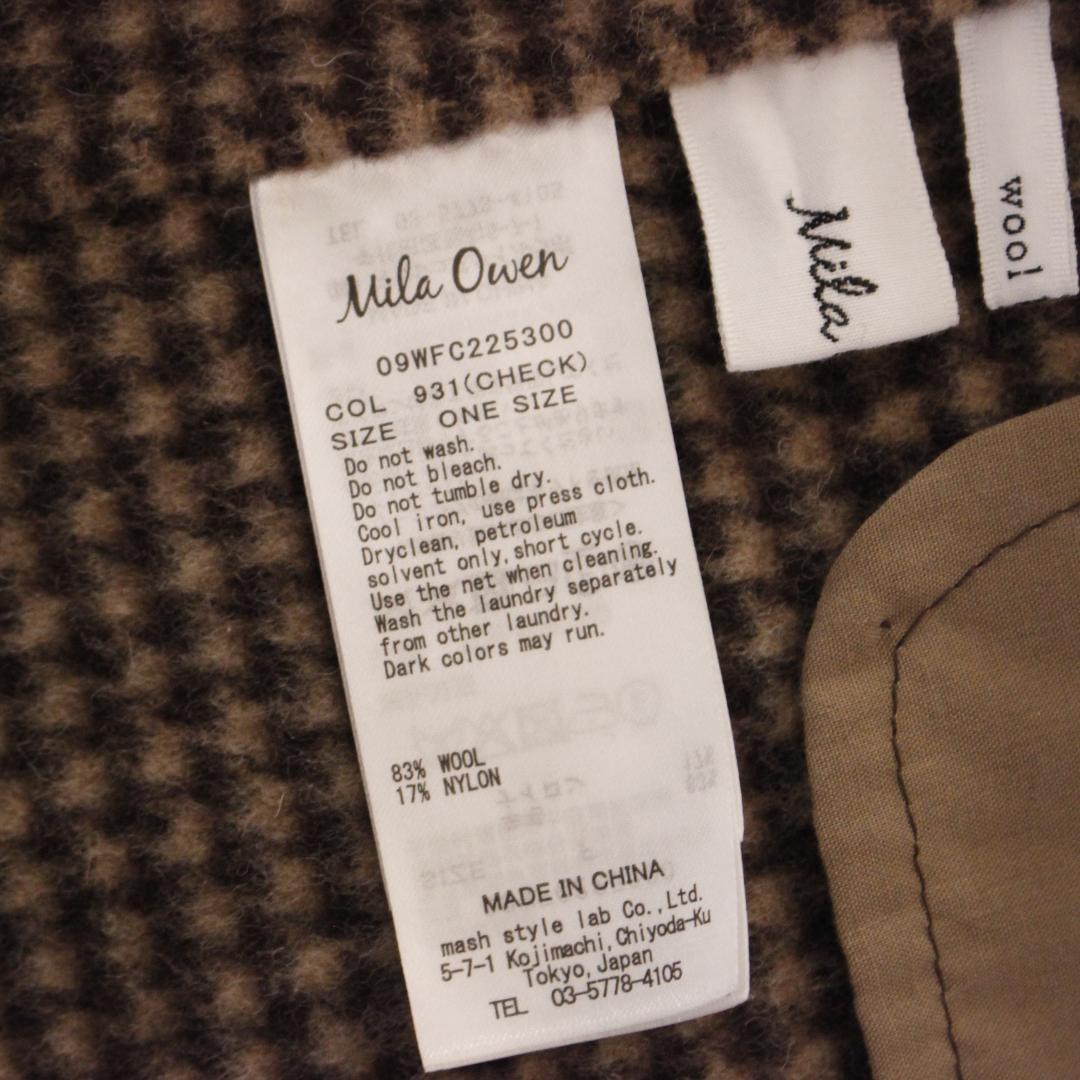 Mila Owen
09WFC225300
COL 931(CHECK)
SIZE ONE SIZE
Do not wash.
Do not bleach.
Do not tumble dry.
Cool iron, use press cloth.
Dryclean, petroleum
solvent only, short cycle.
Use the net when cleaning.
Wash the laundry separately
from other laundry.
Dark colors may run.
83% WOOL
17% NYLON
MADE IN CHINA
mash style lab Co.,Ltd.
5-7-1 Kojimachi, Chiyoda-Ku
Tokyo, Japan
TEL 03-5778-4105
Mila
wool